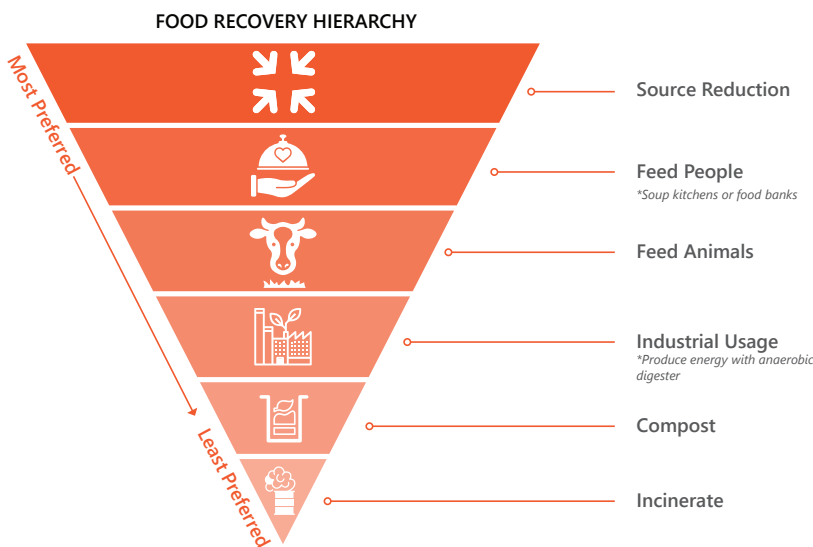 FOOD RECOVERY HIERARCHY
Most Preferred
Source Reduction
Feed People
*Soup kitchens or food banks
Feed Animals
Industrial Usage
*Produce energy with anaerobic
digester
Compost
Least Preferred
Incinerate